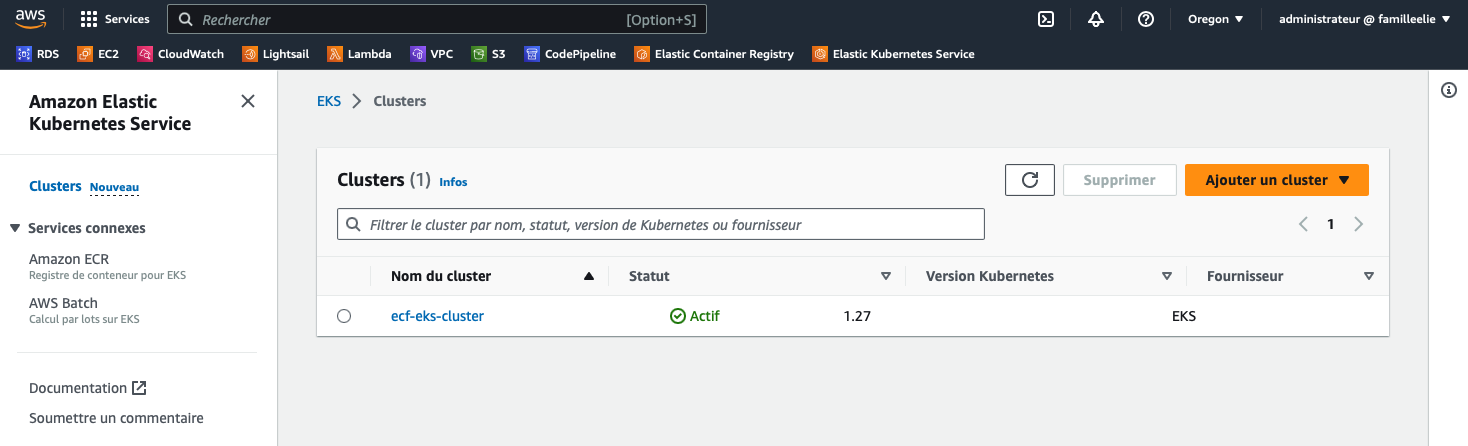 aws
Services
Rechercher [Option+S]
Oregon
administrateur @ familleelie
RDS EC2 CloudWatch Lightsail Lambda VPC S3 CodePipeline Elastic Container Registry Elastic Kubernetes Service
Amazon Elastic
Kubernetes Service
Clusters Nouveau
Services connexes
Amazon ECR
Registre de conteneur pour EKS
AWS Batch
Calcul par lots sur EKS
Documentation
Soumettre un commentaire
EKS Clusters
Clusters (1) Infos
Supprimer
Ajouter un cluster
Filtrer le cluster par nom, statut, version de Kubernetes ou fournisseur
1
Nom du cluster Statut Version Kubernetes Fournisseur
ecf-eks-cluster Actif 1.27 EKS